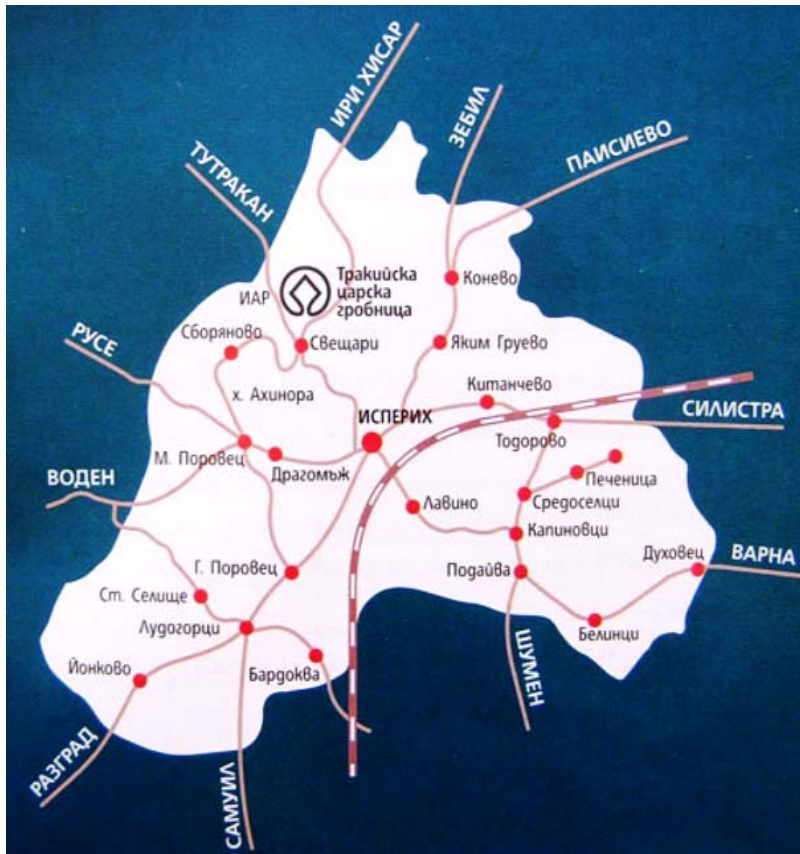 ИРИ ХИСАР
ЗЕБИЛ
ПАИСИЕВО
ТУТРАКАН
Тракийска
царска
гробница
ИАР
Сборяново
Свещари
Конево
Яким Груево
РУСЕ
х. Ахинора
Китанчево
ИСПЕРИХ
СИЛИСТРА
Тодорово
М. Поровец
Драгомъж
ВОДЕН
Печеница
Средоселци
Лавино
Капиновци
Г. Поровец
Подайва
Духовец
ВАРНА
Ст. Селище
Лудогорци
Белинци
Йонково
Бардоква
ШУМЕН
РАЗГРАД
САМУИЛ